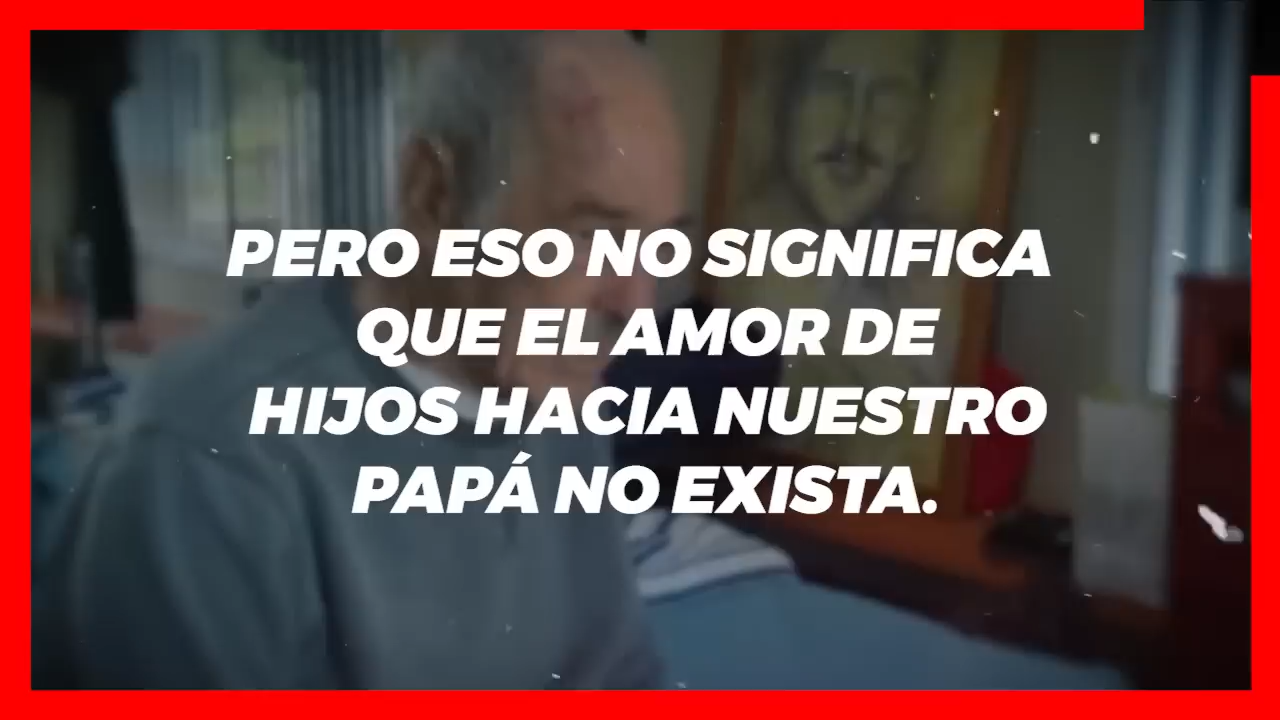 PERO ESO NO SIGNIFICA
QUE EL AMOR DE
HIJOS HACIA NUESTRO
PAPÁ NO EXISTA.